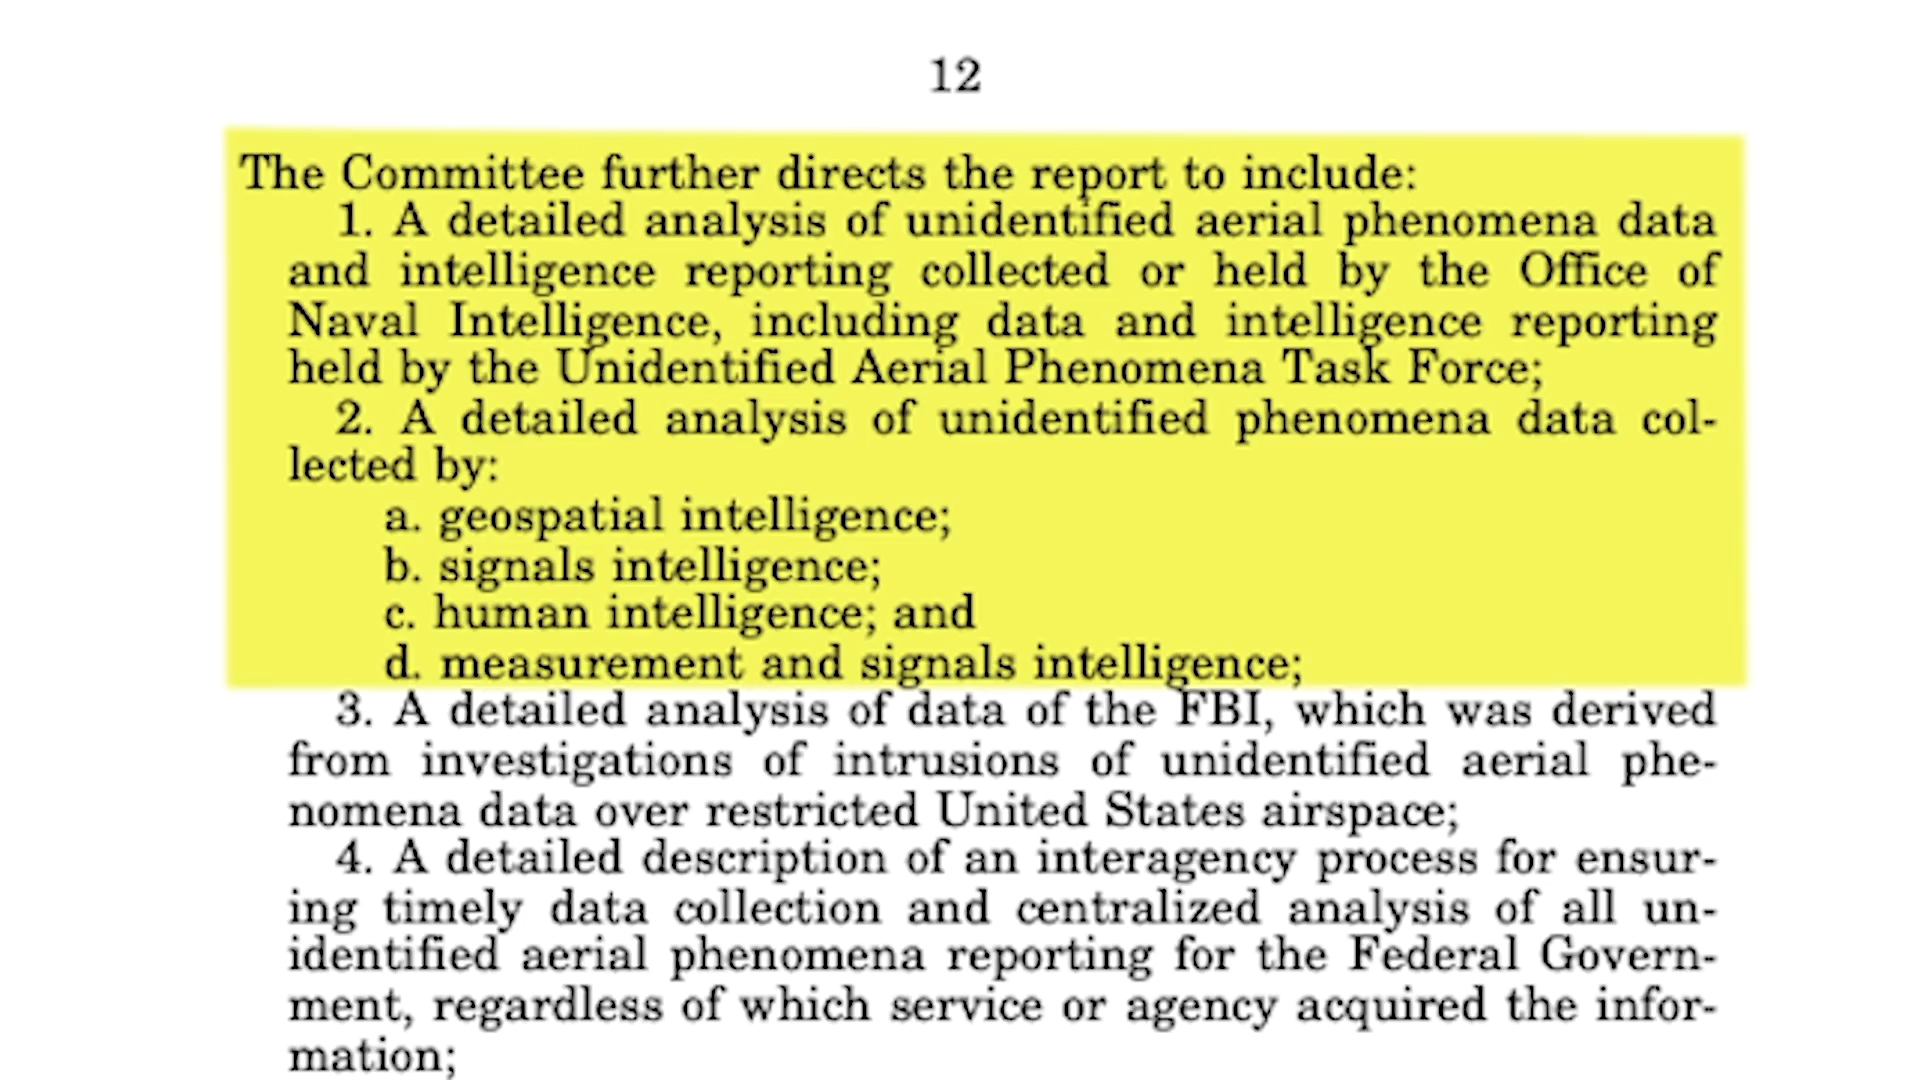 12
The Committee further directs the report to include:
1. A detailed analysis of unidentified aerial phenomena data
and intelligence reporting collected or held by the Office of
Naval Intelligence, including data and intelligence reporting
held by the Unidentified Aerial Phenomena Task Force;
2. A detailed analysis of unidentified phenomena data col-
lected by:
a. geospatial intelligence;
b. signals intelligence;
c. human intelligence; and
d. measurement and signals intelligence;
3. A detailed analysis of data of the FBI, which was derived
from investigations of intrusions of unidentified aerial phe-
nomena data over restricted United States airspace;
4. A detailed description of an interagency process for ensur-
ing timely data collection and centralized analysis of all un-
identified aerial phenomena reporting for the Federal Govern-
ment, regardless of which service or agency acquired the infor-
mation;